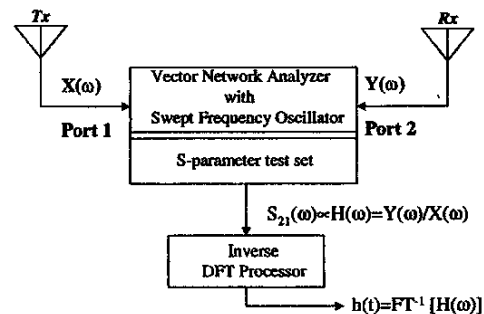 Tx
Rx
X(ω)
Vector Network Analyzer
with
Swept Frequency Oscillator
Y(ω)
Port 1
Port 2
S-parameter test set
S₂₁(ω)∝H(ω)=Y(ω)/X(ω)
Inverse
DFT Processor
h(t)=FT⁻¹ [H(ω)]